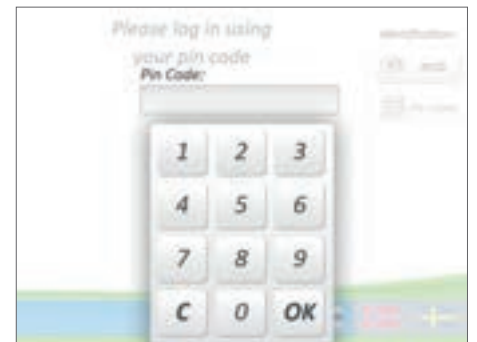 Please log in using
your pin code
Pin Code:
1 2 3
4 5 6
7 8 9
C 0 OK